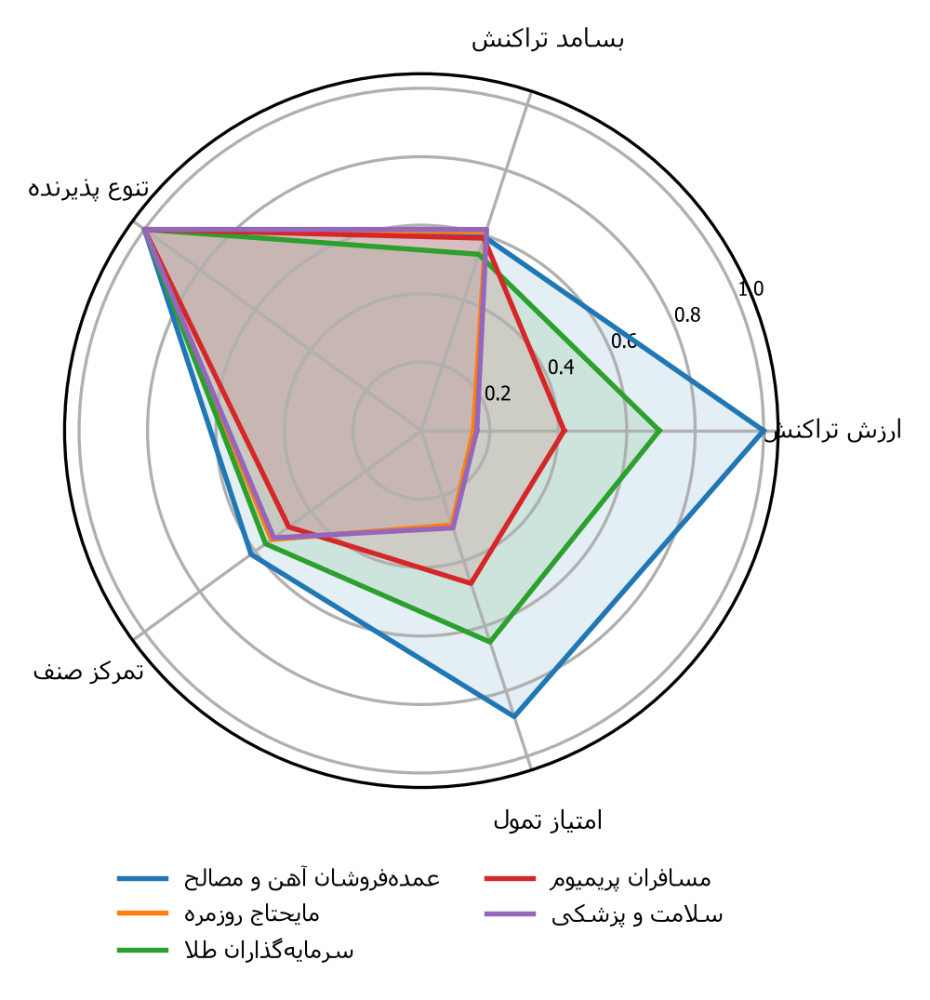 بسامد تراکنش
تنوع پذیرنده
1.0
0.8
0.6
0.4
0.2
ارزش تراکنش
تمرکز صنف
امتیاز تمول
عمده‌فروشان آهن و مصالح
مسافران پریمیوم
مایحتاج روزمره
سلامت و پزشکی
سرمایه‌گذاران طلا